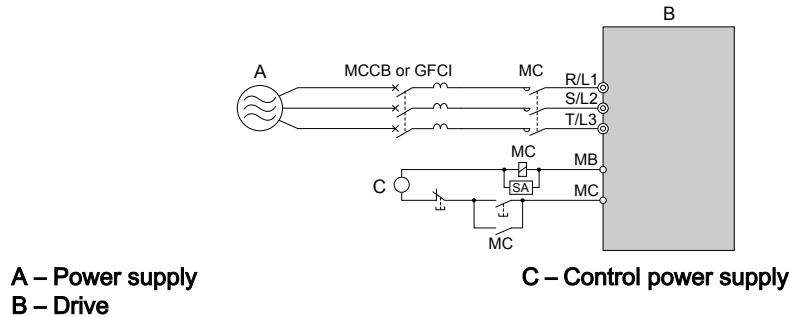 B
A
MCCB or GFCI
MC
R/L1
S/L2
T/L3
MC
MB
C
SA
MC
MC
A – Power supply
B – Drive
C – Control power supply